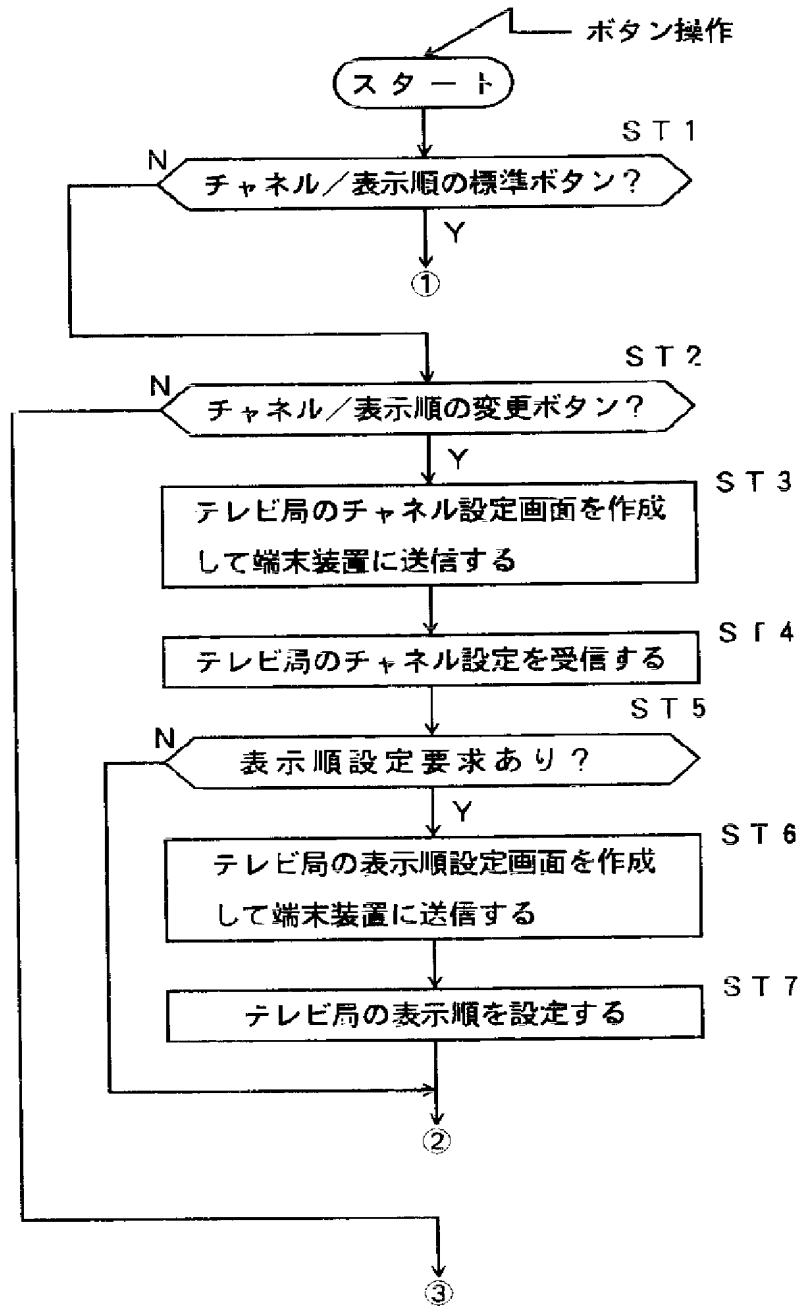 ボタン操作
スタート
ST1
N
チャネル／表示順の標準ボタン？
Y
①
ST2
N
チャネル／表示順の変更ボタン？
Y
ST3
テレビ局のチャネル設定画面を作成
して端末装置に送信する
ST4
テレビ局のチャネル設定を受信する
ST5
N
表示順設定要求あり？
Y
ST6
テレビ局の表示順設定画面を作成
して端末装置に送信する
ST7
テレビ局の表示順を設定する
②
③